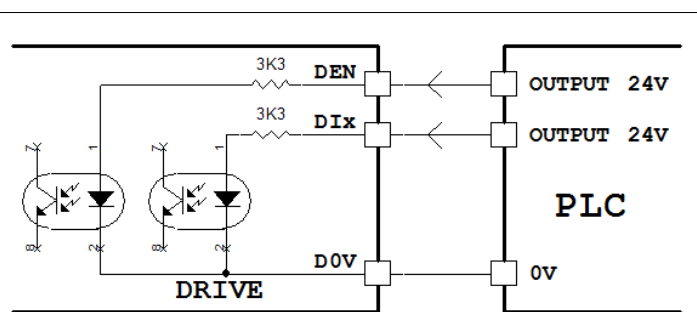 3K3 DEN
OUTPUT 24V
3K3 DIx
OUTPUT 24V
7 1 7 1
PLC
8 2 8 2
D0V
0V
DRIVE